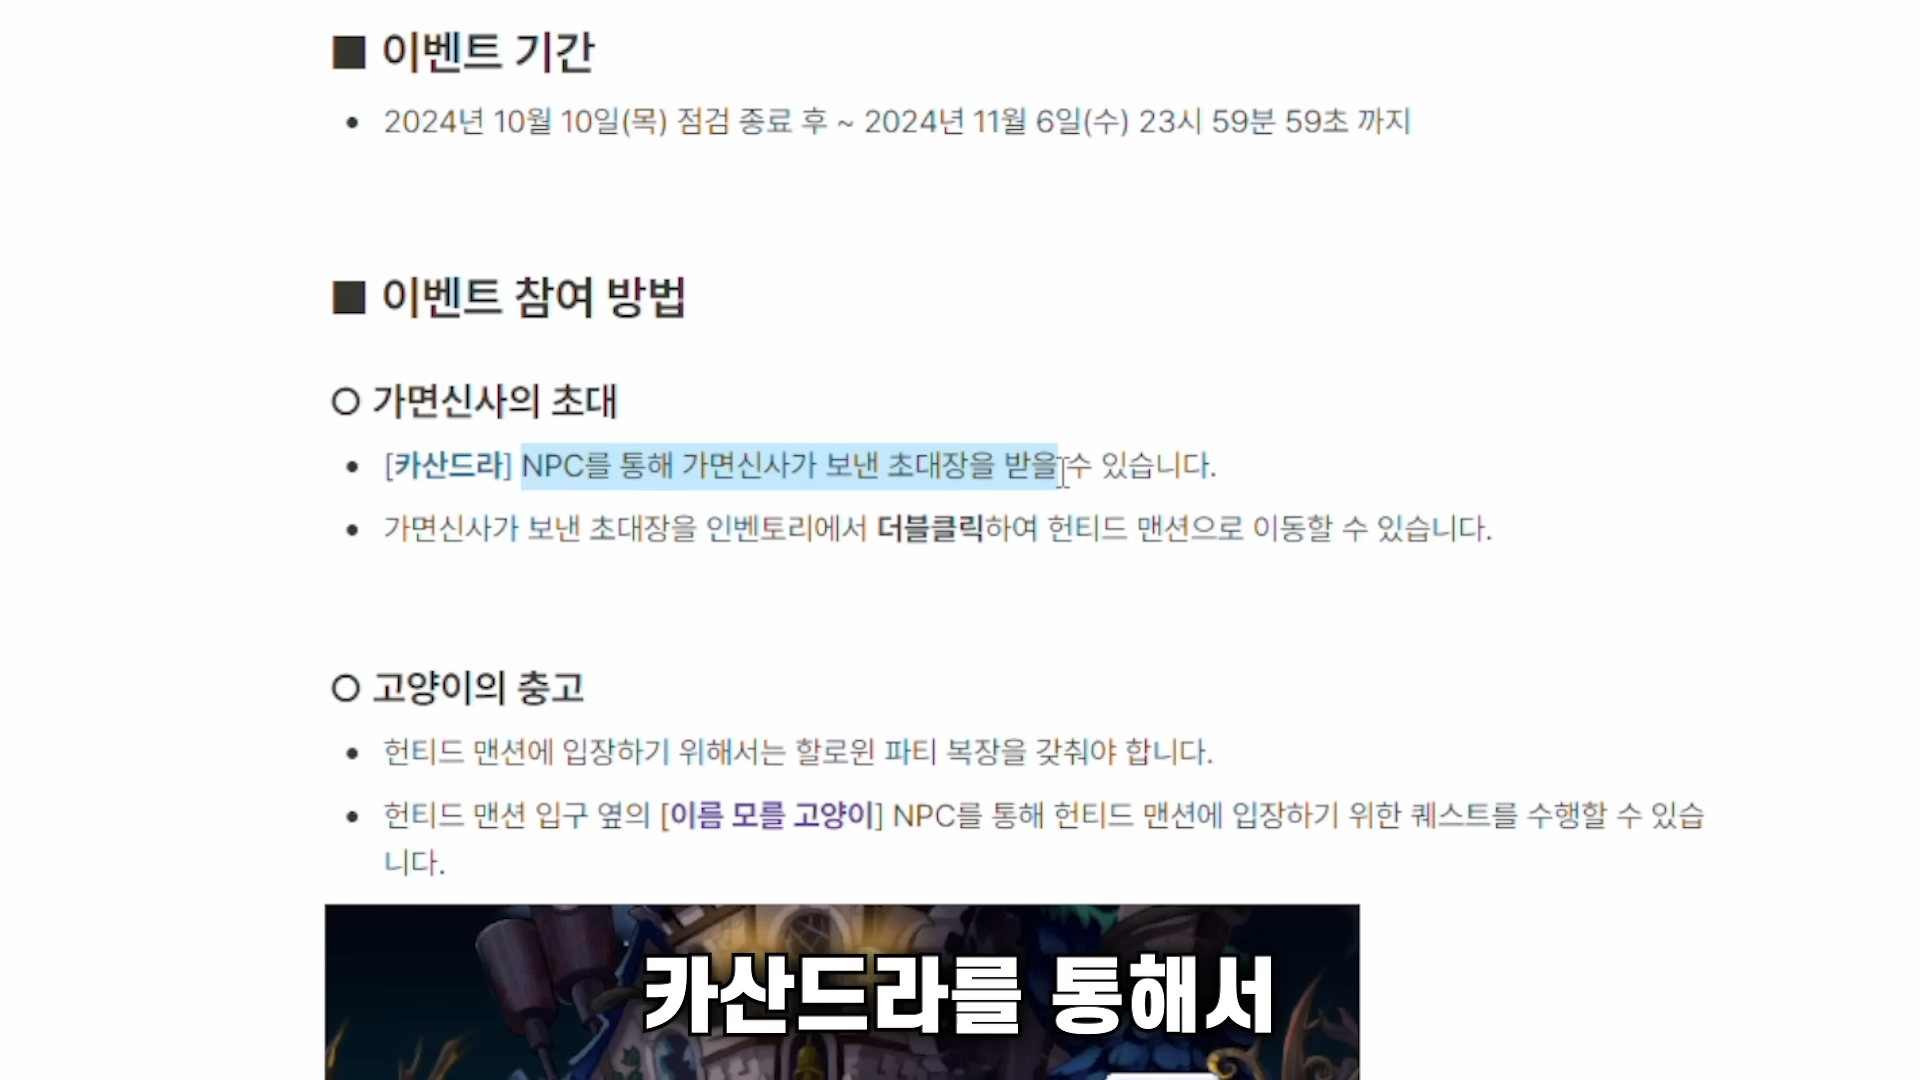 ■ 이벤트 기간
• 2024년 10월 10일(목) 점검 종료 후 ~ 2024년 11월 6일(수) 23시 59분 59초 까지
■ 이벤트 참여 방법
○ 가면신사의 초대
• [카산드라] NPC를 통해 가면신사가 보낸 초대장을 받을 수 있습니다.
• 가면신사가 보낸 초대장을 인벤토리에서 더블클릭하여 헌티드 맨션으로 이동할 수 있습니다.
○ 고양이의 충고
• 헌티드 맨션에 입장하기 위해서는 할로윈 파티 복장을 갖춰야 합니다.
• 헌티드 맨션 입구 옆의 [이름 모를 고양이] NPC를 통해 헌티드 맨션에 입장하기 위한 퀘스트를 수행할 수 있습
니다.
카산드라를 통해서